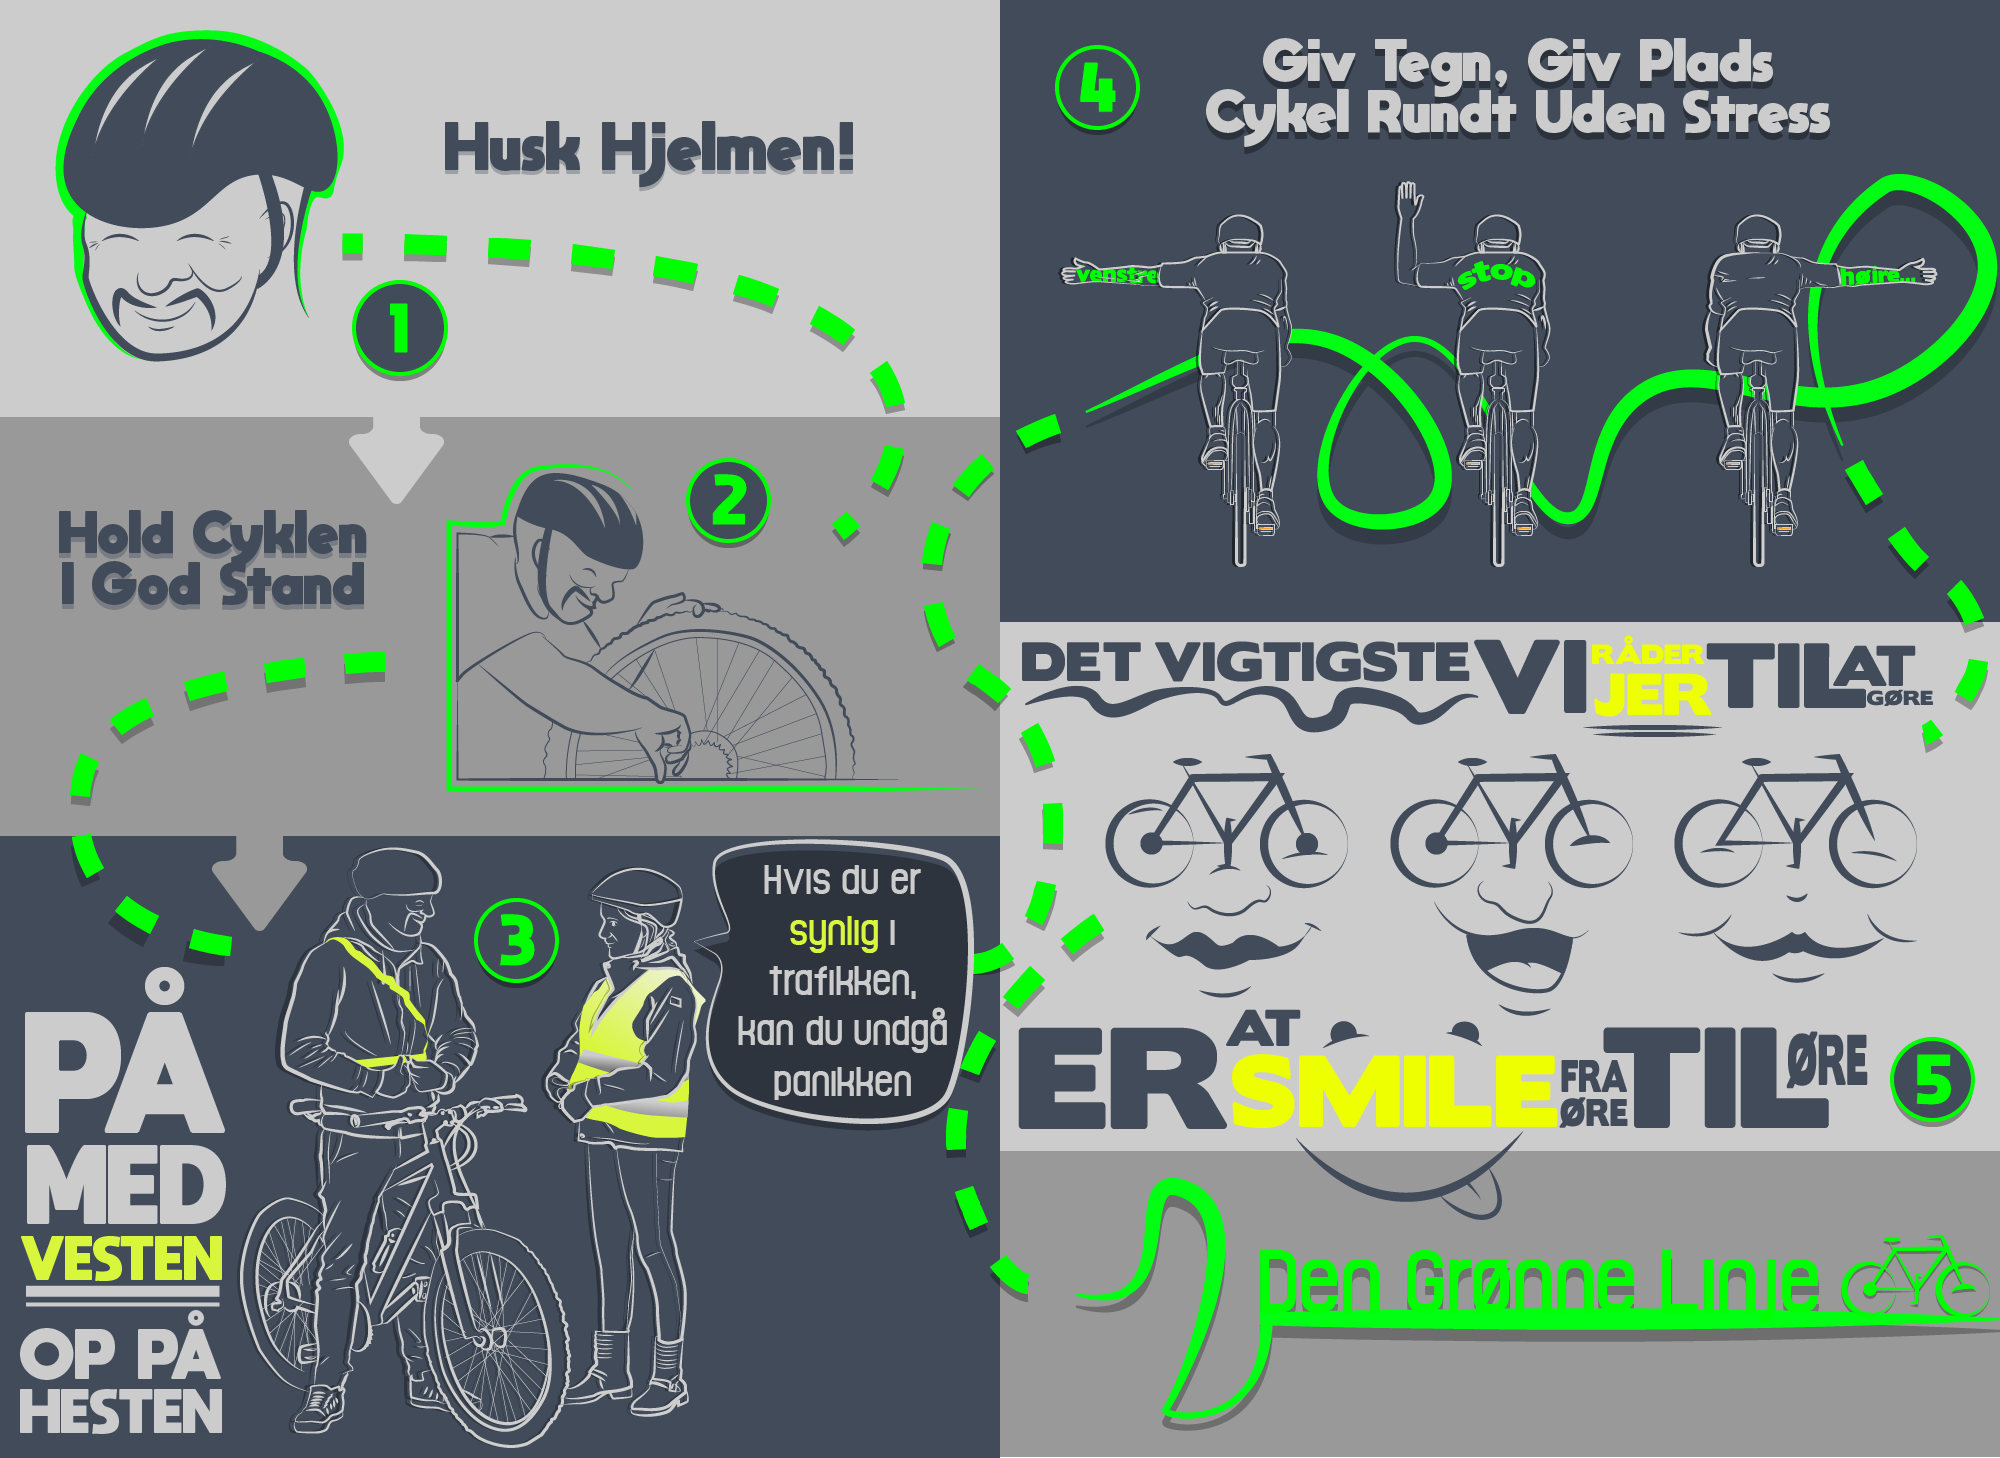 Husk Hjelmen!
1
2
Hold Cyklen
I God Stand
3
Hvis du er
synlig i
trafikken,
kan du undgå
panikken
PÅ
MED
VESTEN
OP PÅ
HESTEN
4
Giv Tegn, Giv Plads
Cykel Rundt Uden Stress
venstre
stop
højre...
DET VIGTIGSTE VI RÅDER JER TIL AT GØRE
ER AT SMILE FRA ØRE TIL ØRE
5
Den Grønne Linie